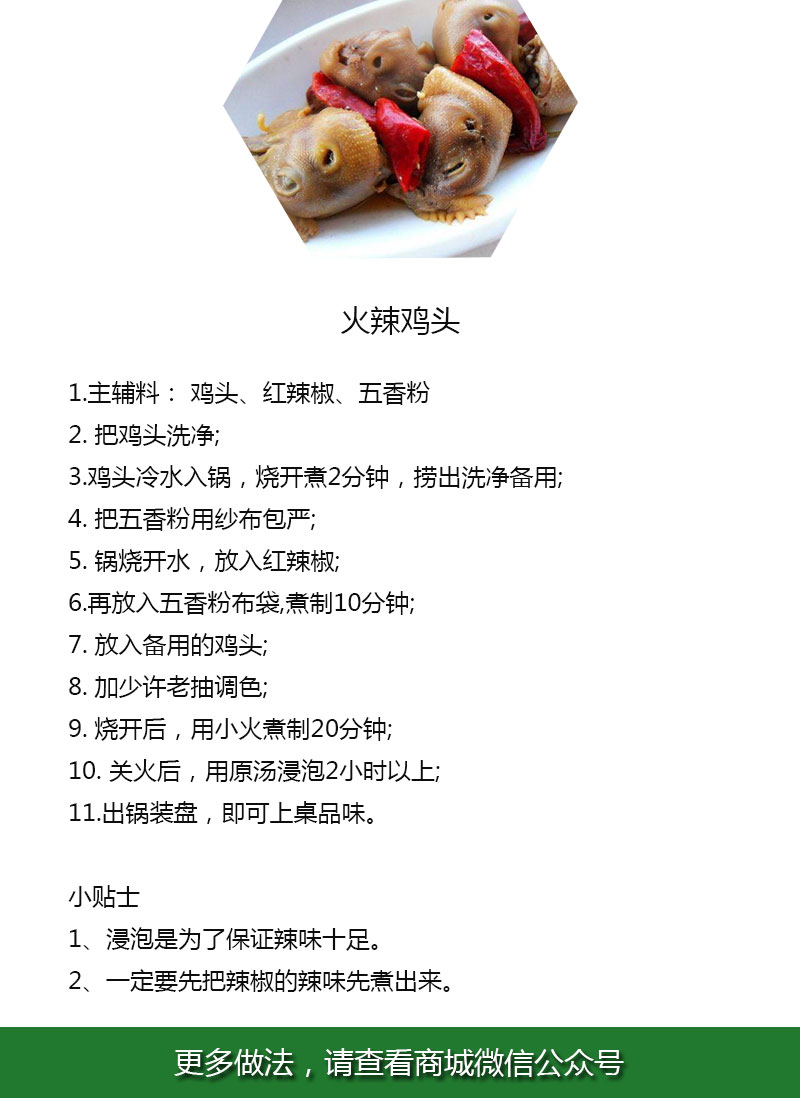 火辣鸡头
1.主辅料： 鸡头、红辣椒、五香粉
2. 把鸡头洗净;
3.鸡头冷水入锅，烧开煮2分钟，捞出洗净备用;
4. 把五香粉用纱布包严;
5. 锅烧开水，放入红辣椒;
6.再放入五香粉布袋,煮制10分钟;
7. 放入备用的鸡头;
8. 加少许老抽调色;
9. 烧开后，用小火煮制20分钟;
10. 关火后，用原汤浸泡2小时以上;
11.出锅装盘，即可上桌品味。
小贴士
1、浸泡是为了保证辣味十足。
2、一定要先把辣椒的辣味先煮出来。
更多做法，请查看商城微信公众号